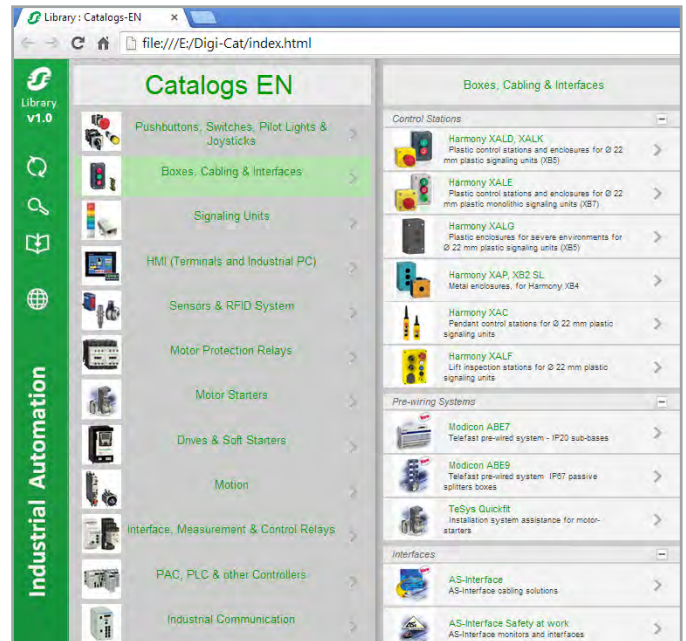 Library : Catalogs-EN
file:///E:/Digi-Cat/index.html
Library
v1.0
Industrial Automation
Catalogs EN
Pushbuttons, Switches, Pilot Lights &
Joysticks
Boxes, Cabling & Interfaces
Signaling Units
HMI (Terminals and Industrial PC)
Sensors & RFID System
Motor Protection Relays
Motor Starters
Drives & Soft Starters
Motion
Interface, Measurement & Control Relays
PAC, PLC & other Controllers
Industrial Communication
Boxes, Cabling & Interfaces
Control Stations
Harmony XALD, XALK
Plastic control stations and enclosures for Ø 22
mm plastic signaling units (XB5)
Harmony XALE
Plastic control stations and enclosures for Ø 22
mm plastic monolithic signaling units (XB7)
Harmony XALG
Plastic enclosures for severe environments for
Ø 22 mm plastic signaling units (XB5)
Harmony XAP, XB2 SL
Metal enclosures, for Harmony XB4
Harmony XAC
Pendant control stations for Ø 22 mm plastic
signaling units
Harmony XALF
Lift inspection stations for Ø 22 mm plastic
signaling units
Pre-wiring Systems
Modicon ABE7
Telefast pre-wired system - IP20 sub-bases
Modicon ABE9
Telefast pre-wired system IP67 passive
splitters boxes
TeSys Quickfit
Installation system assistance for motor-
starters
Interfaces
AS-Interface
AS-Interface cabling solutions
AS-Interface Safety at work
AS-Interface monitors and interfaces